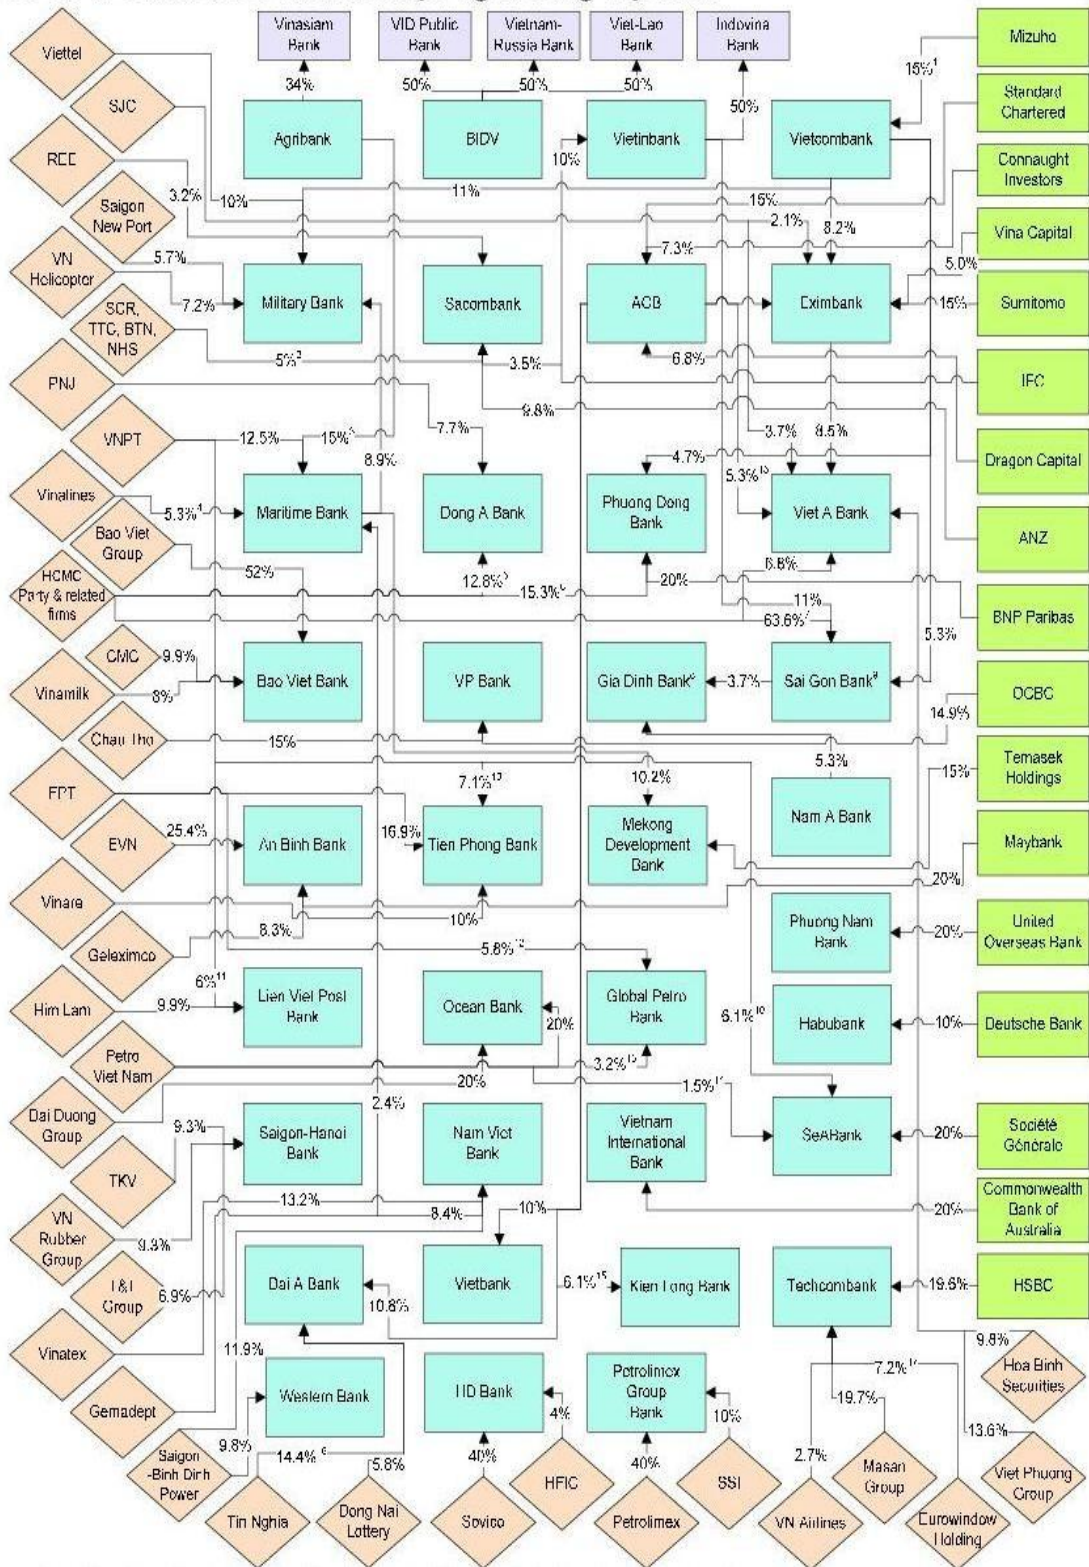 Vinasiam
Bank
VID Public
Bank
Vietnam-
Russia Bank
Viet-Lao
Bank
Indovina
Bank
Mizuho
Viettel
34%
50%
50%
50%
50%
15%¹
SJC
Agribank
BIDV
Vietinbank
Vietcombank
Standard
Chartered
REE
10%
Connaught
Investors
3.2%
10%
11%
15%
2.1%
8.2%
Saigon
New Port
Vina Capital
7.3%
5.0%
5.7%
VN
Helicopter
7.2%
Military Bank
Sacombank
ACB
Eximbank
15%
Sumitomo
SCR,
TTC, BTN,
NHS
5%²
3.5%
6.8%
IFC
PNJ
9.8%
7.7%
VNPT
12.5%
8.9%
3.7%
8.5%
4.7%
Dragon Capital
Vinalines
5.3%⁴
Maritime Bank
Dong A Bank
Phuong Dong
Bank
Viet A Bank
ANZ
Bao Viet
Group
52%
HCMC
Party & related
firms
12.8%⁵
15.3%⁶
20%
6.8%
11%
BNP Paribas
5.3%
CMC
9.9%
Vinamilk
8%
Bao Viet Bank
VP Bank
Gia Dinh Bank
3.7%
Sai Gon Bank
OCBC
14.9%
Chau Tho
15%
5.3%
Temasek
Holdings
15%
FPT
10.2%
EVN
25.4%
An Binh Bank
16.9%
Tien Phong Bank
Mekong
Development
Bank
Nam A Bank
Maybank
20%
Vinare
10%
8.3%
Geleximco
Phuong Nam
Bank
20%
United
Overseas Bank
6%¹¹
Him Lam
9.9%
Lien Viet Post
Bank
Ocean Bank
Global Petro
Bank
Habubank
10%
Deutsche Bank
20%
Petro
Viet Nam
20%
2.4%
Dai Duong
Group
9.3%
Saigon-Hanoi
Bank
Nam Viet
Bank
Vietnam
International
Bank
SeABank
20%
Société
Générale
TKV
13.2%
8.4%
20%
Commonwealth
Bank of
Australia
VN
Rubber
Group
9.3%
10%
T&T
Group
6.9%
Dai A Bank
10.8%
Vietbank
6.1%¹⁵
Kien Long Bank
Techcombank
19.6%
HSBC
Vinatex
11.9%
9.8%
Hoa Binh
Securities
Gemadept
Western Bank
HD Bank
4%
Petrolimex
Group
Bank
10%
19.7%
13.6%
Saigon
-Binh Dinh
Power
9.8%
14.4%
5.8%
40%
40%
2.7%
Tin Nghia
Dong Nai
Lottery
Sovico
HFIC
Petrolimex
SSI
VN Airlines
Masan
Group
Eurowindow
Holding
Viet Phuong
Group